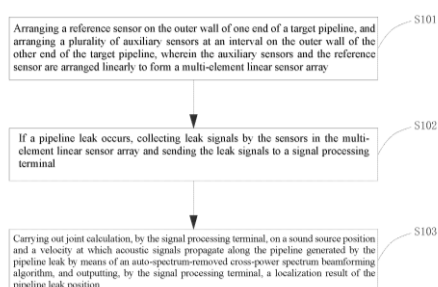 S101
Arranging a reference sensor on the outer wall of one end of a target pipeline, and
arranging a plurality of auxiliary sensors at an interval on the outer wall of the
other end of the target pipeline, wherein the auxiliary sensors and the reference
sensor are arranged linearly to form a multi-element linear sensor array
S102
If a pipeline leak occurs, collecting leak signals by the sensors in the multi-
element linear sensor array and sending the leak signals to a signal processing
terminal
S103
Carrying out joint calculation, by the signal processing terminal, on a sound source position
and a velocity at which acoustic signals propagate along the pipeline generated by the
pipeline leak by means of an auto-spectrum-removed cross-power spectrum beamforming
algorithm, and outputting, by the signal processing terminal, a localization result of the
pipeline leak position